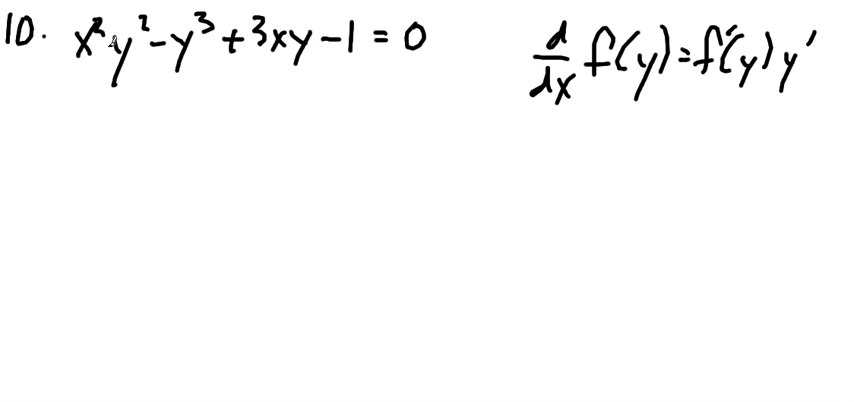 10. x²y² - y³ + 3xy - 1 = 0
d/dx f(y) = f'(y) y'